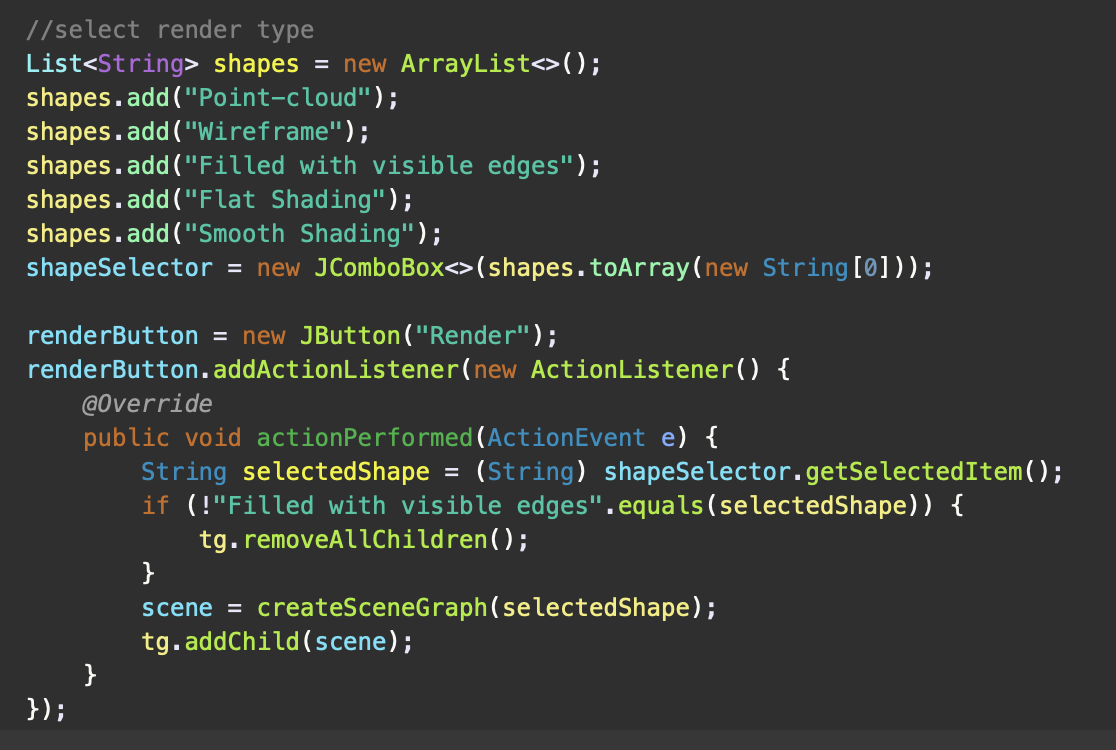 //select render type
List<String> shapes = new ArrayList<>();
shapes.add("Point-cloud");
shapes.add("Wireframe");
shapes.add("Filled with visible edges");
shapes.add("Flat Shading");
shapes.add("Smooth Shading");
shapeSelector = new JComboBox<>(shapes.toArray(new String[0]));

renderButton = new JButton("Render");
renderButton.addActionListener(new ActionListener() {
    @Override
    public void actionPerformed(ActionEvent e) {
        String selectedShape = (String) shapeSelector.getSelectedItem();
        if (!"Filled with visible edges".equals(selectedShape)) {
            tg.removeAllChildren();
        }
        scene = createSceneGraph(selectedShape);
        tg.addChild(scene);
    }
});